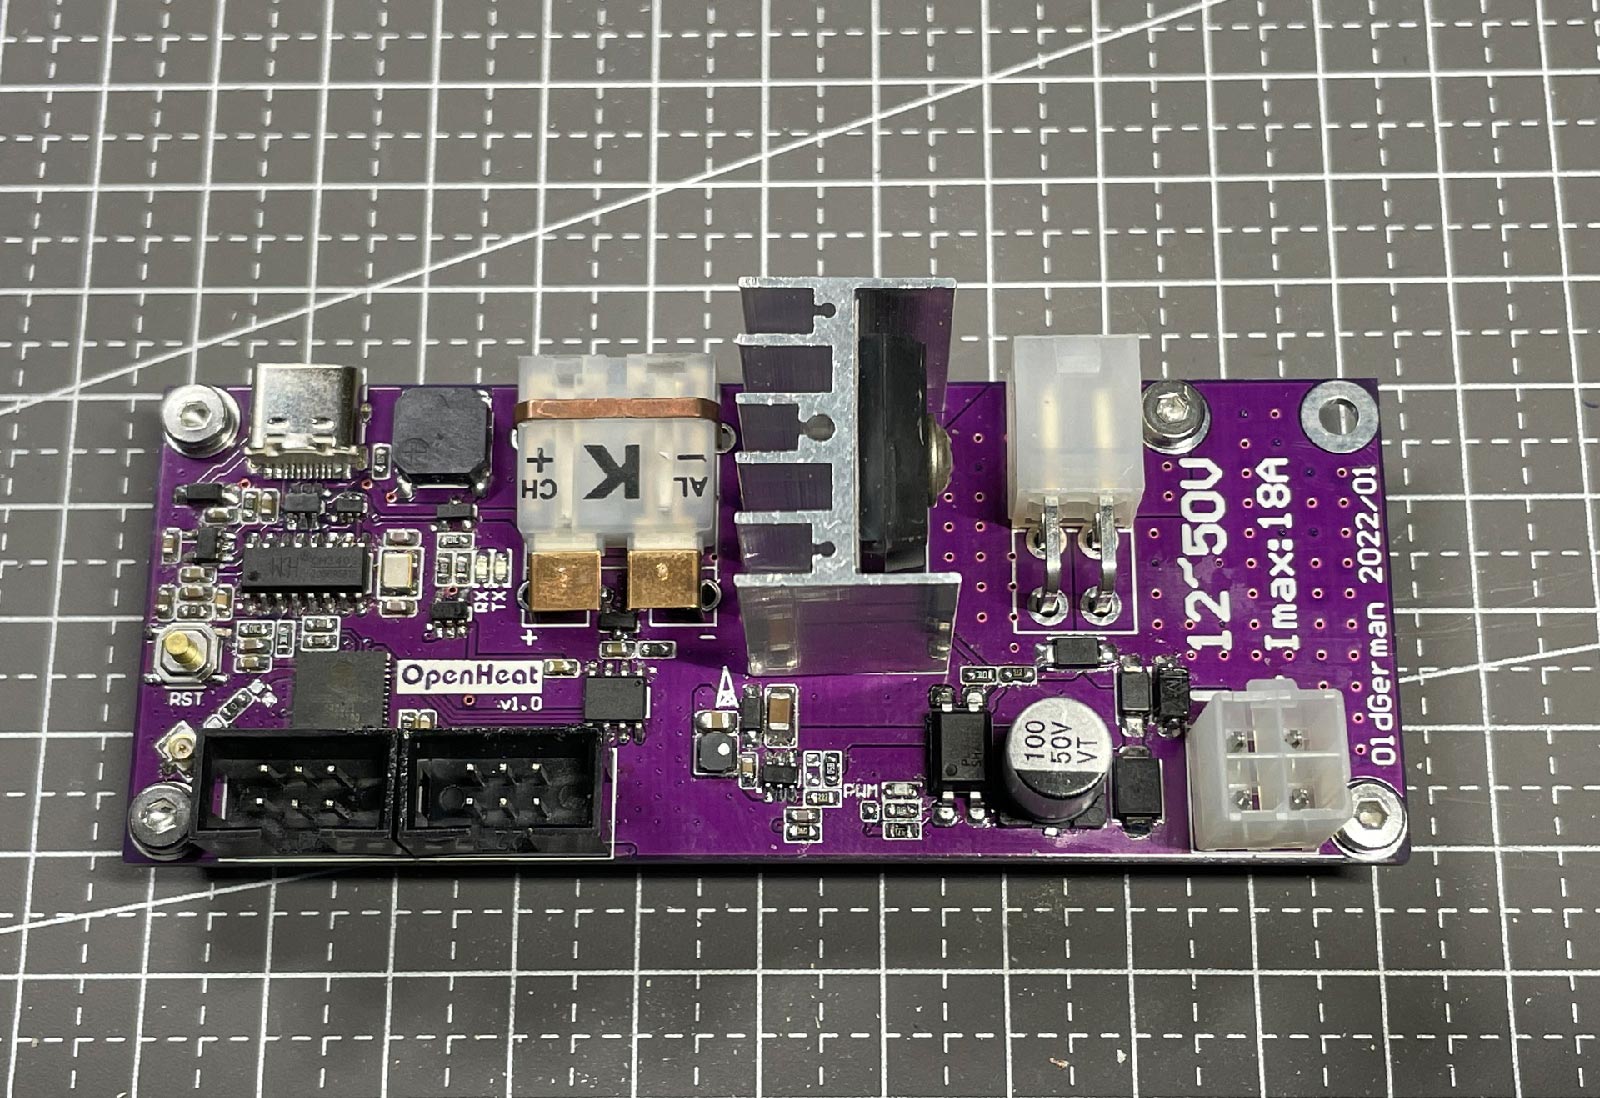 CH
+
K
AL
-
RX
TX
+
-
RST
OpenHeat
v1.0
PWM
100
50V
VT
12~50V
Imax:18A
OldGerman 2022/01